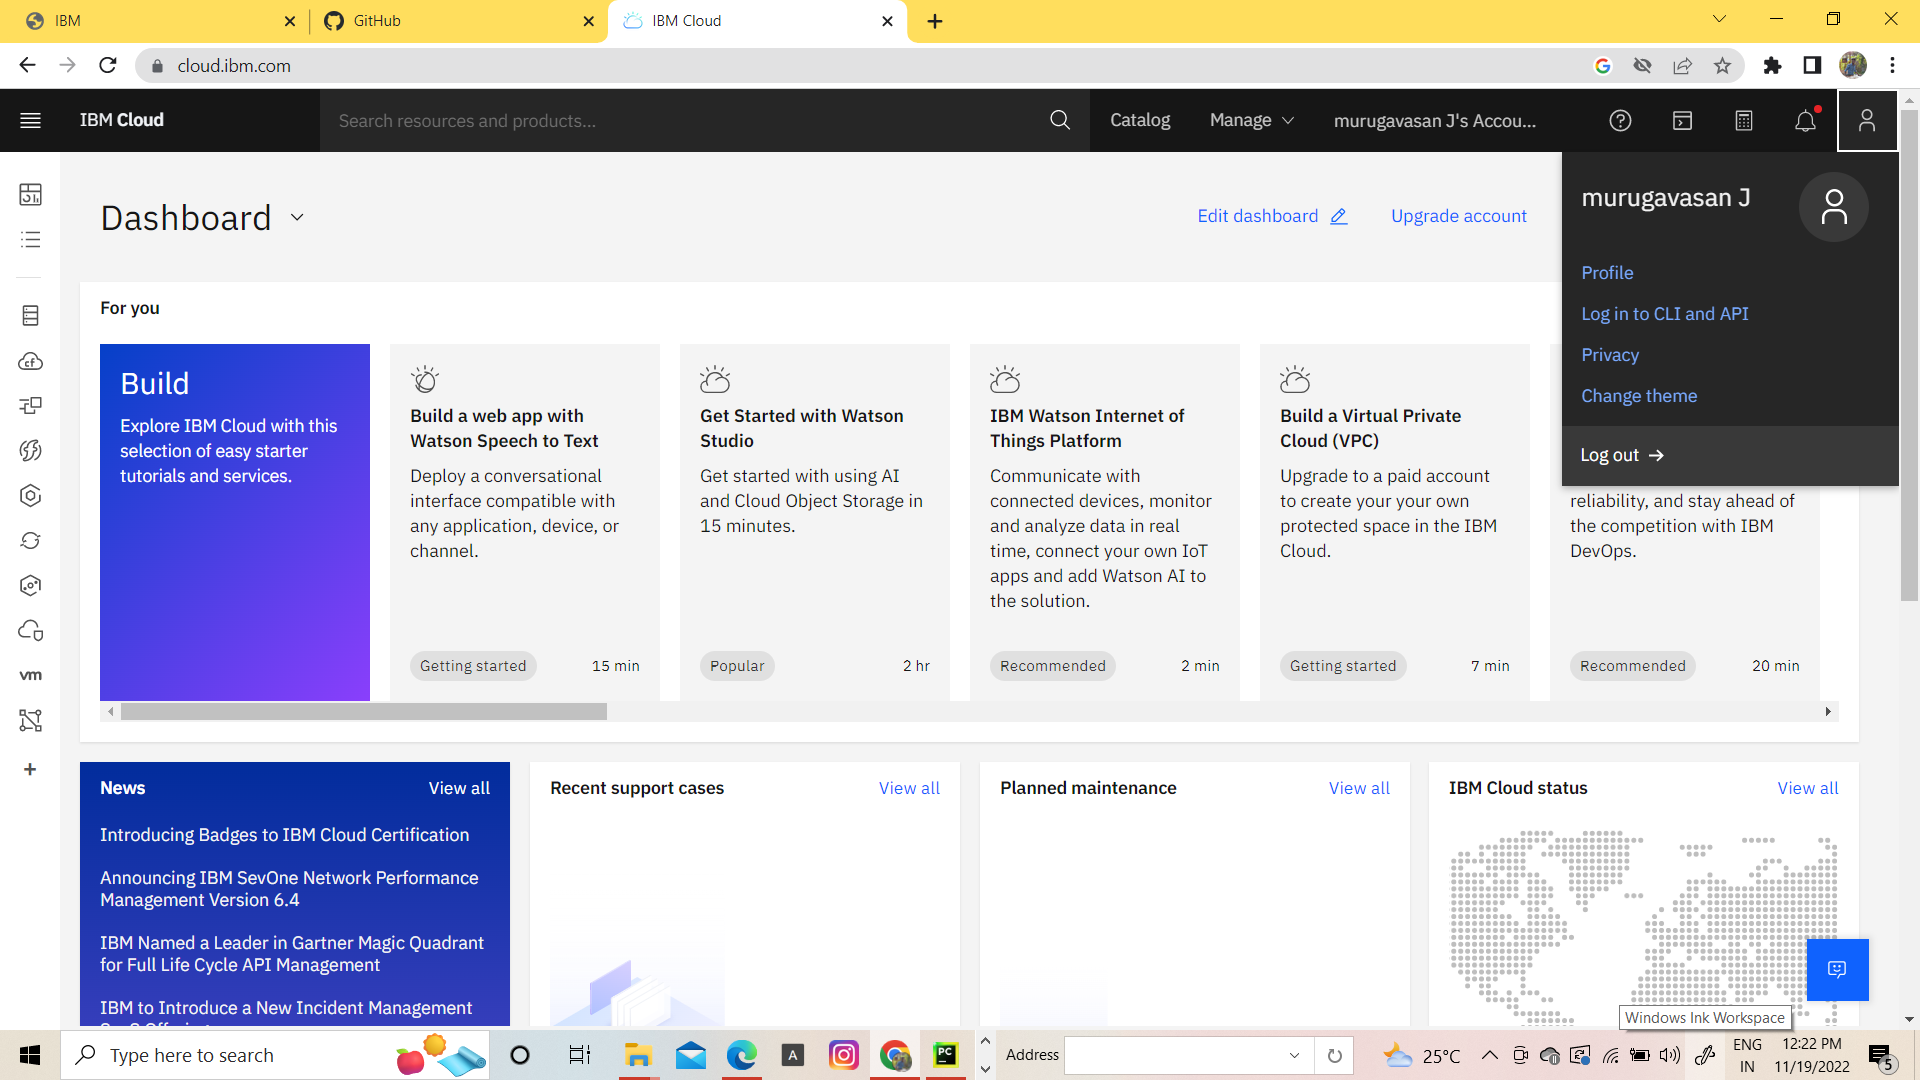 IBM
GitHub
IBM Cloud
cloud.ibm.com
IBM Cloud
Search resources and products...
Catalog
Manage
murugavasan J's Accou...
Dashboard
Edit dashboard
Upgrade account
murugavasan J
Profile
Log in to CLI and API
Privacy
Change theme
Log out
For you
Build
Explore IBM Cloud with this
selection of easy starter
tutorials and services.
Build a web app with
Watson Speech to Text
Deploy a conversational
interface compatible with
any application, device, or
channel.
Getting started 15 min
Get Started with Watson
Studio
Get started with using AI
and Cloud Object Storage in
15 minutes.
Popular 2 hr
IBM Watson Internet of
Things Platform
Communicate with
connected devices, monitor
and analyze data in real
time, connect your own IoT
apps and add Watson AI to
the solution.
Recommended 2 min
Build a Virtual Private
Cloud (VPC)
Upgrade to a paid account
to create your your own
protected space in the IBM
Cloud.
Getting started 7 min
reliability, and stay ahead of
the competition with IBM
DevOps.
Recommended 20 min
cf
vm
News View all
Introducing Badges to IBM Cloud Certification
Announcing IBM SevOne Network Performance
Management Version 6.4
IBM Named a Leader in Gartner Magic Quadrant
for Full Life Cycle API Management
IBM to Introduce a New Incident Management
Recent support cases View all
Planned maintenance View all
IBM Cloud status View all
Windows Ink Workspace
Type here to search
A
PC
Address
25°C
ENG
IN
12:22 PM
11/19/2022
5